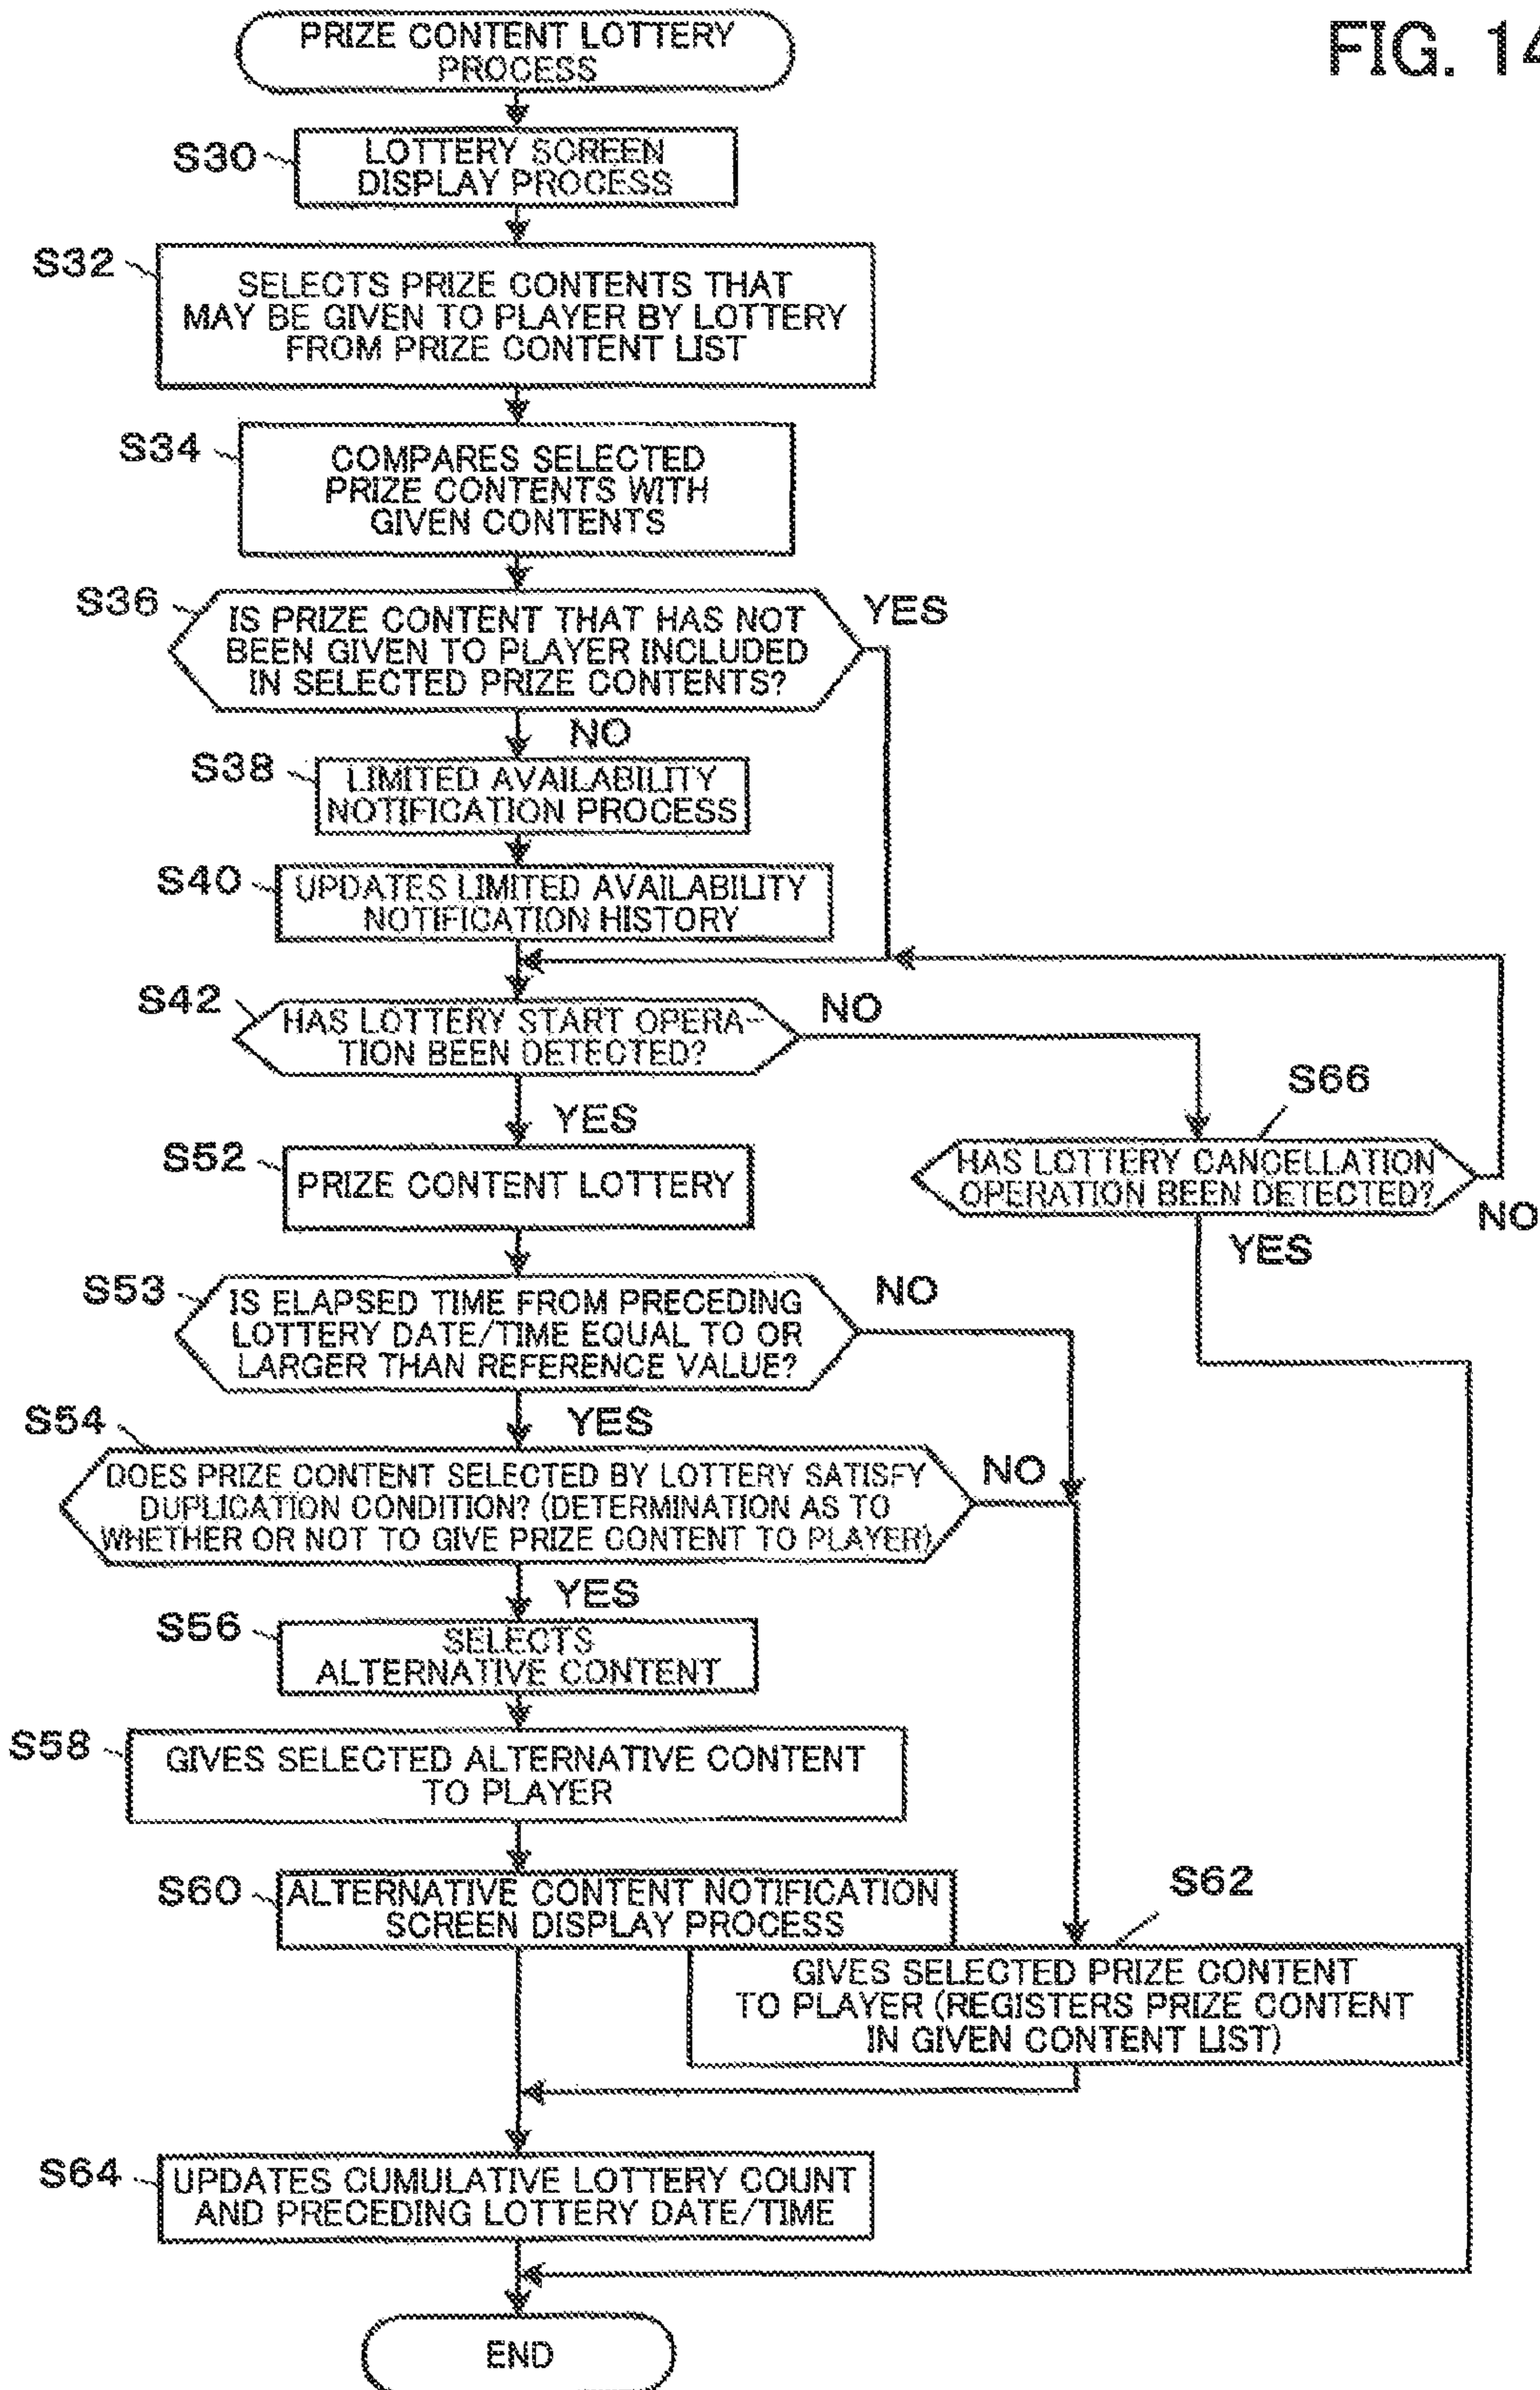 FIG. 14
PRIZE CONTENT LOTTERY
PROCESS
S30
LOTTERY SCREEN
DISPLAY PROCESS
S32
SELECTS PRIZE CONTENTS THAT
MAY BE GIVEN TO PLAYER BY LOTTERY
FROM PRIZE CONTENT LIST
S34
COMPARES SELECTED
PRIZE CONTENTS WITH
GIVEN CONTENTS
S36
IS PRIZE CONTENT THAT HAS NOT
BEEN GIVEN TO PLAYER INCLUDED
IN SELECTED PRIZE CONTENTS?
YES
NO
S38
LIMITED AVAILABILITY
NOTIFICATION PROCESS
S40
UPDATES LIMITED AVAILABILITY
NOTIFICATION HISTORY
S42
HAS LOTTERY START OPERA-
TION BEEN DETECTED?
NO
YES
S66
HAS LOTTERY CANCELLATION
OPERATION BEEN DETECTED?
NO
YES
S52
PRIZE CONTENT LOTTERY
S53
IS ELAPSED TIME FROM PRECEDING
LOTTERY DATE/TIME EQUAL TO OR
LARGER THAN REFERENCE VALUE?
NO
YES
S54
DOES PRIZE CONTENT SELECTED BY LOTTERY SATISFY
DUPLICATION CONDITION? (DETERMINATION AS TO
WHETHER OR NOT TO GIVE PRIZE CONTENT TO PLAYER)
NO
YES
S56
SELECTS
ALTERNATIVE CONTENT
S58
GIVES SELECTED ALTERNATIVE CONTENT
TO PLAYER
S60
ALTERNATIVE CONTENT NOTIFICATION
SCREEN DISPLAY PROCESS
S62
GIVES SELECTED PRIZE CONTENT
TO PLAYER (REGISTERS PRIZE CONTENT
IN GIVEN CONTENT LIST)
S64
UPDATES CUMULATIVE LOTTERY COUNT
AND PRECEDING LOTTERY DATE/TIME
END